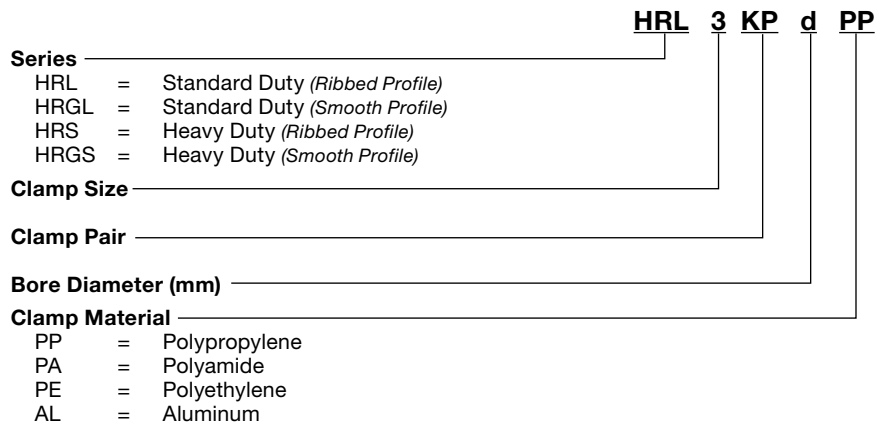 HRL 3 KP d PP
Series
HRL = Standard Duty (Ribbed Profile)
HRGL = Standard Duty (Smooth Profile)
HRS = Heavy Duty (Ribbed Profile)
HRGS = Heavy Duty (Smooth Profile)
Clamp Size
Clamp Pair
Bore Diameter (mm)
Clamp Material
PP = Polypropylene
PA = Polyamide
PE = Polyethylene
AL = Aluminum